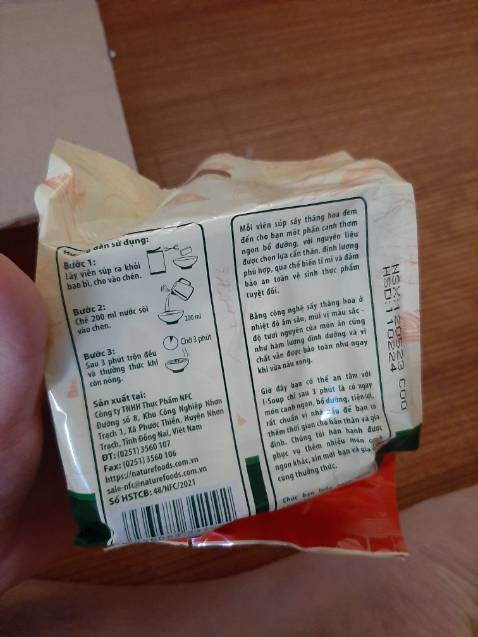 dẫn sử dụng:
Bước 1:
Lấy viên súp ra khỏi
bao bì, cho vào chén.
Bước 2:
Chế 200 ml nước sôi
vào chén.
200 ml
Bước 3:
Sau 3 phút trộn đều
và thưởng thức khi
còn nóng.
Chờ 3 phút
Sản xuất tại:
Công ty TNHH Thực Phẩm NFC
Đường số 8, Khu Công Nghiệp Nhơn
Trạch 1, Xã Phước Thiền, Huyện Nhơn
Trạch, Tỉnh Đồng Nai, Việt Nam
ĐT: (0251) 3560 107
Fax: (0251) 3560 106
https://naturefoods.com.vn
sale-nfc@naturefoods.com.vn
Số HSTCB: 48/NFC/2021
Mỗi viên súp sấy thăng hoa đem
đến cho bạn một phần canh thơm
ngon bổ dưỡng, với nguyên liệu
được chọn lựa cẩn thận, định lượng
phù hợp, qua chế biến tỉ mỉ và đảm
bảo an toàn vệ sinh thực phẩm
tuyệt đối.
Bằng công nghệ sấy thăng hoa ở
nhiệt độ âm sâu, mùi vị màu sắc -
độ tươi nguyên của món ăn cũng
như hàm lượng dinh dưỡng và vi
chất vẫn được bảo toàn như ngay
khi vừa nấu xong.
Giờ đây bạn có thể an tâm với
I-Soup chỉ sau 3 phút là có ngay
món canh ngon, bổ dưỡng, tiện lợi,
rất chuẩn vị nhà nấu để bạn có
thêm thời gian cho bản thân và gia
đình. Chúng tôi hân hạnh được
phục vụ thêm nhiều món
ngon khác, xin mời bạn và gia
cùng thưởng thức.
Chúc bạn
NSX:120523 C00
HSD:110524